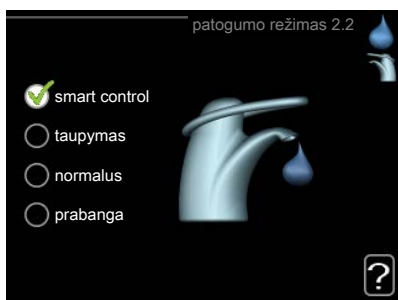 patogumo režimas 2.2
smart control
taupymas
normalus
prabanga
?